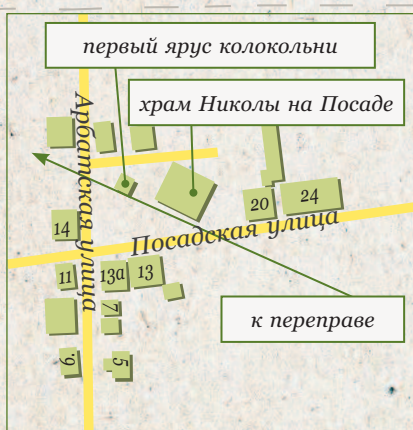 первый ярус колокольни
храм Николы на Посаде
Арбатская улица
20
24
14
Посадская улица
11
13а
13
7
к переправе
9
5